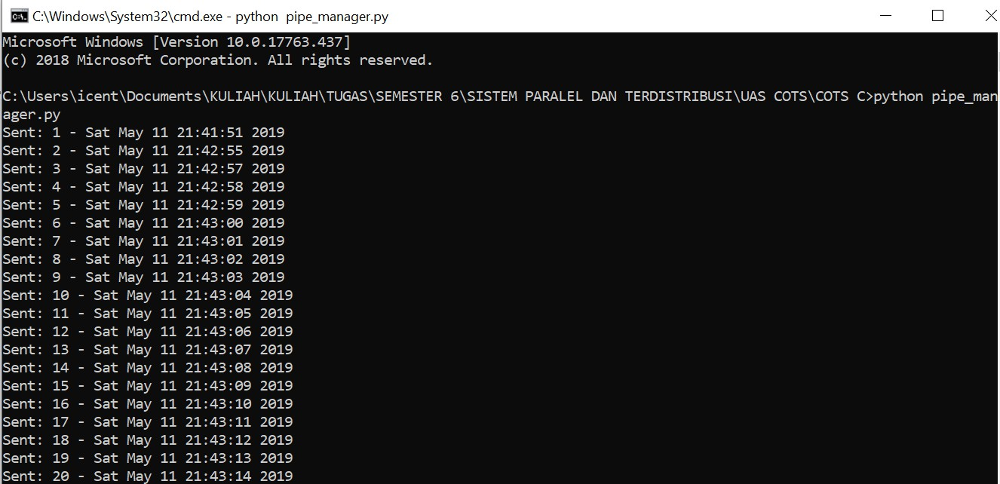 C:\Windows\System32\cmd.exe - python  pipe_manager.py
Microsoft Windows [Version 10.0.17763.437]
(c) 2018 Microsoft Corporation. All rights reserved.
C:\Users\icent\Documents\KULIAH\KULIAH\TUGAS\SEMESTER 6\SISTEM PARALEL DAN TERDISTRIBUSI\UAS COTS\COTS C>python pipe_man
ager.py
Sent: 1 - Sat May 11 21:41:51 2019
Sent: 2 - Sat May 11 21:42:55 2019
Sent: 3 - Sat May 11 21:42:57 2019
Sent: 4 - Sat May 11 21:42:58 2019
Sent: 5 - Sat May 11 21:42:59 2019
Sent: 6 - Sat May 11 21:43:00 2019
Sent: 7 - Sat May 11 21:43:01 2019
Sent: 8 - Sat May 11 21:43:02 2019
Sent: 9 - Sat May 11 21:43:03 2019
Sent: 10 - Sat May 11 21:43:04 2019
Sent: 11 - Sat May 11 21:43:05 2019
Sent: 12 - Sat May 11 21:43:06 2019
Sent: 13 - Sat May 11 21:43:07 2019
Sent: 14 - Sat May 11 21:43:08 2019
Sent: 15 - Sat May 11 21:43:09 2019
Sent: 16 - Sat May 11 21:43:10 2019
Sent: 17 - Sat May 11 21:43:11 2019
Sent: 18 - Sat May 11 21:43:12 2019
Sent: 19 - Sat May 11 21:43:13 2019
Sent: 20 - Sat May 11 21:43:14 2019